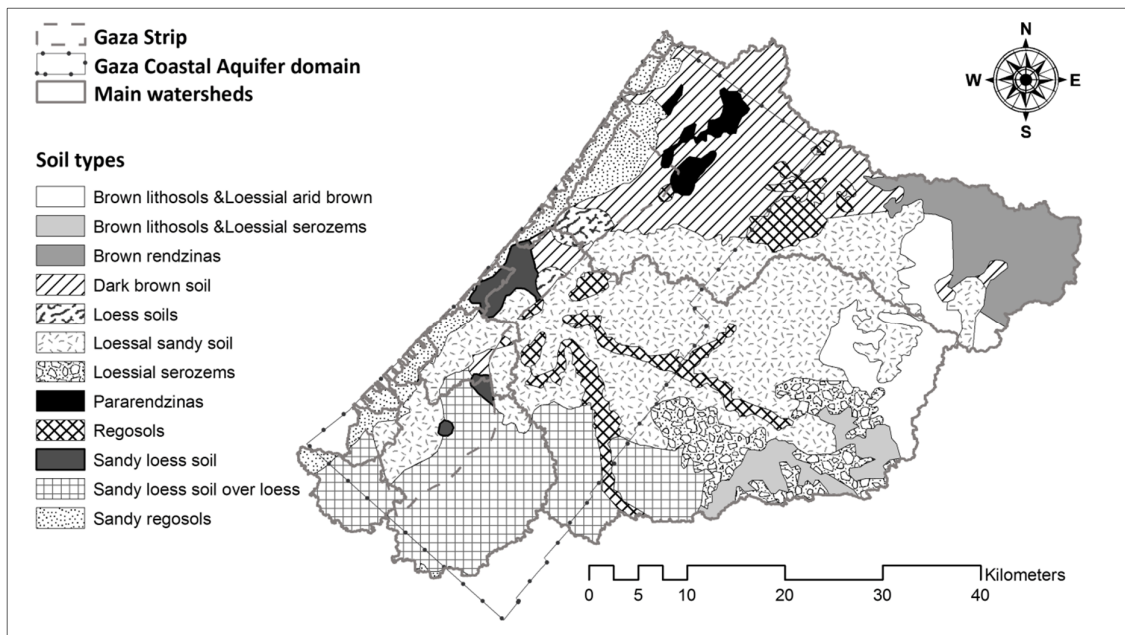 Gaza Strip
Gaza Coastal Aquifer domain
Main watersheds
N
W E
S
Soil types
Brown lithosols &Loessial arid brown
Brown lithosols &Loessial serozems
Brown rendzinas
Dark brown soil
Loess soils
Loessal sandy soil
Loessial serozems
Pararendzinas
Regosols
Sandy loess soil
Sandy loess soil over loess
Sandy regosols
Kilometers
0 5 10 20 30 40